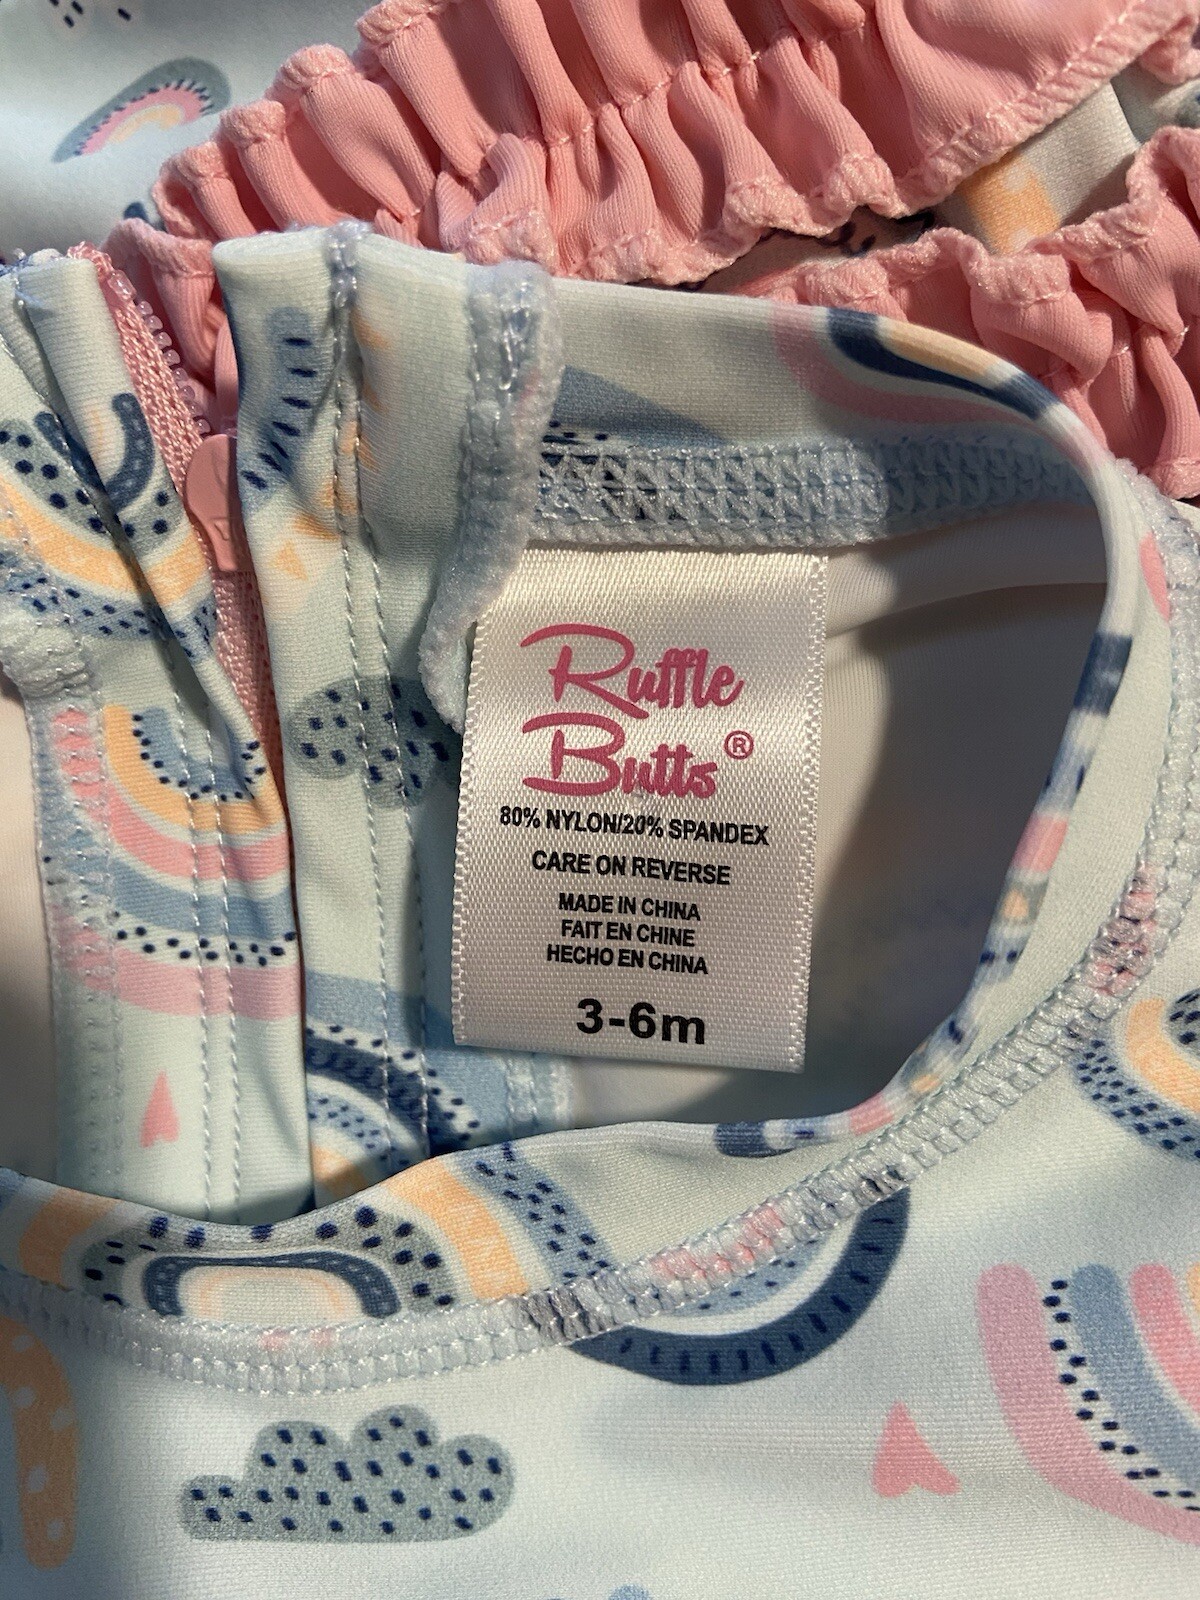 Ruffle
Butts®
80% NYLON/20% SPANDEX
CARE ON REVERSE
MADE IN CHINA
FAIT EN CHINE
HECHO EN CHINA
3-6m